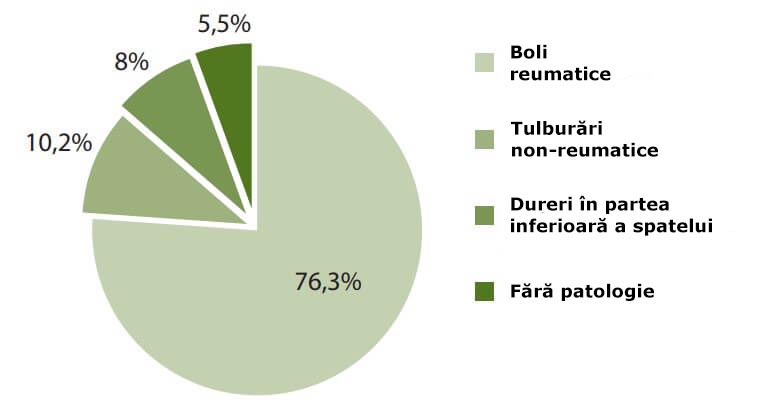 5,5%
8%
10,2%
76,3%
Boli
reumatice
Tulburări
non-reumatice
Dureri în partea
inferioară a spatelui
Fără patologie